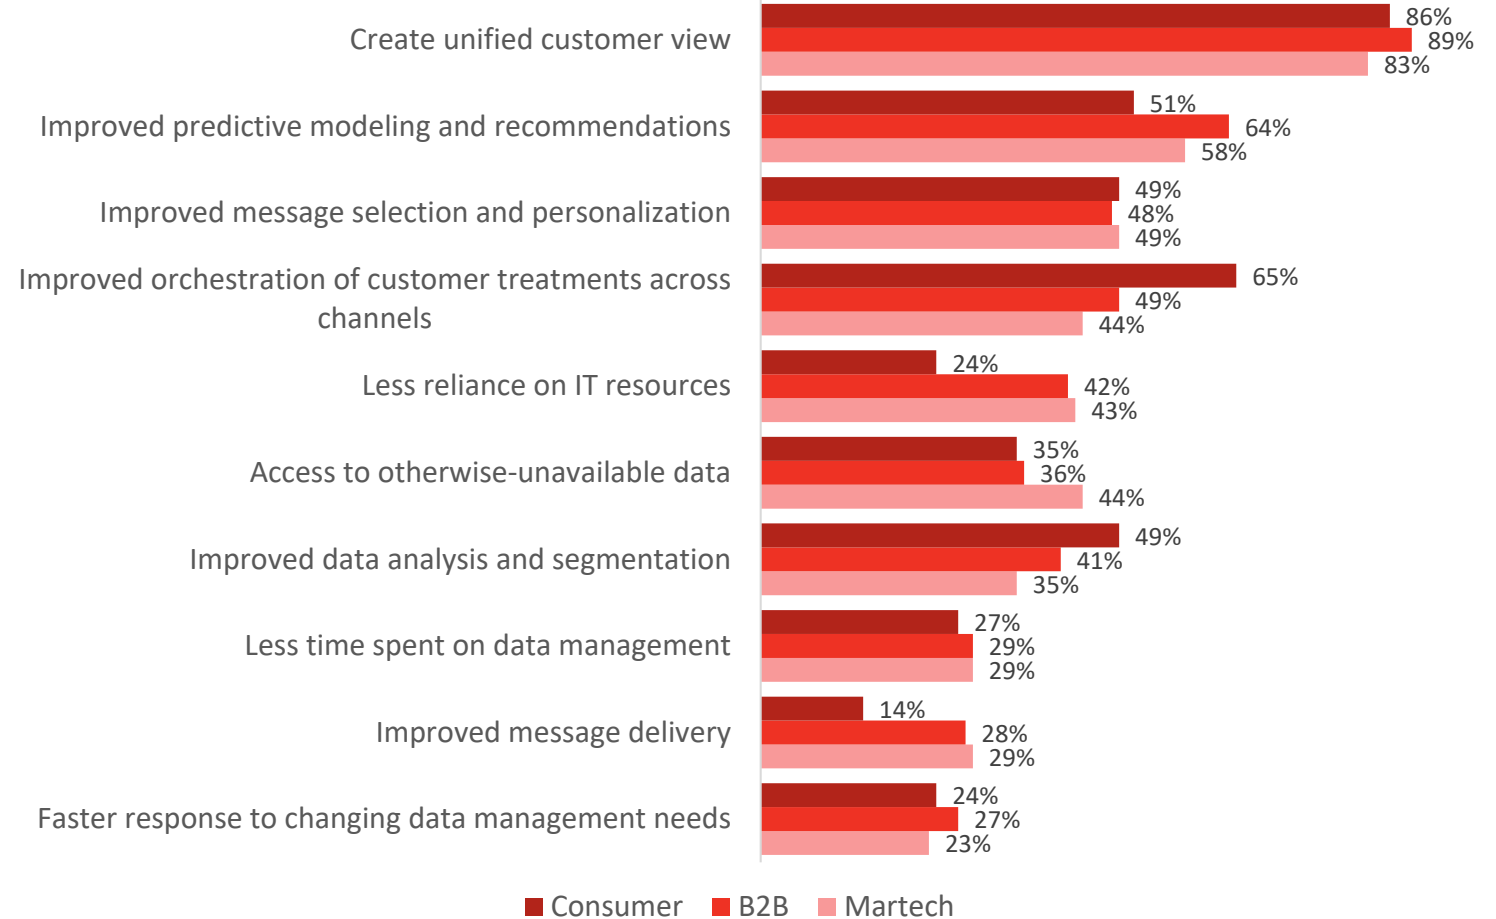 Create unified customer view
86%
89%
83%
Improved predictive modeling and recommendations
51%
64%
58%
Improved message selection and personalization
49%
48%
49%
Improved orchestration of customer treatments across
channels
65%
49%
44%
Less reliance on IT resources
24%
42%
43%
Access to otherwise-unavailable data
35%
36%
44%
Improved data analysis and segmentation
49%
41%
35%
Less time spent on data management
27%
29%
29%
Improved message delivery
14%
28%
29%
Faster response to changing data management needs
24%
27%
23%
Consumer B2B Martech